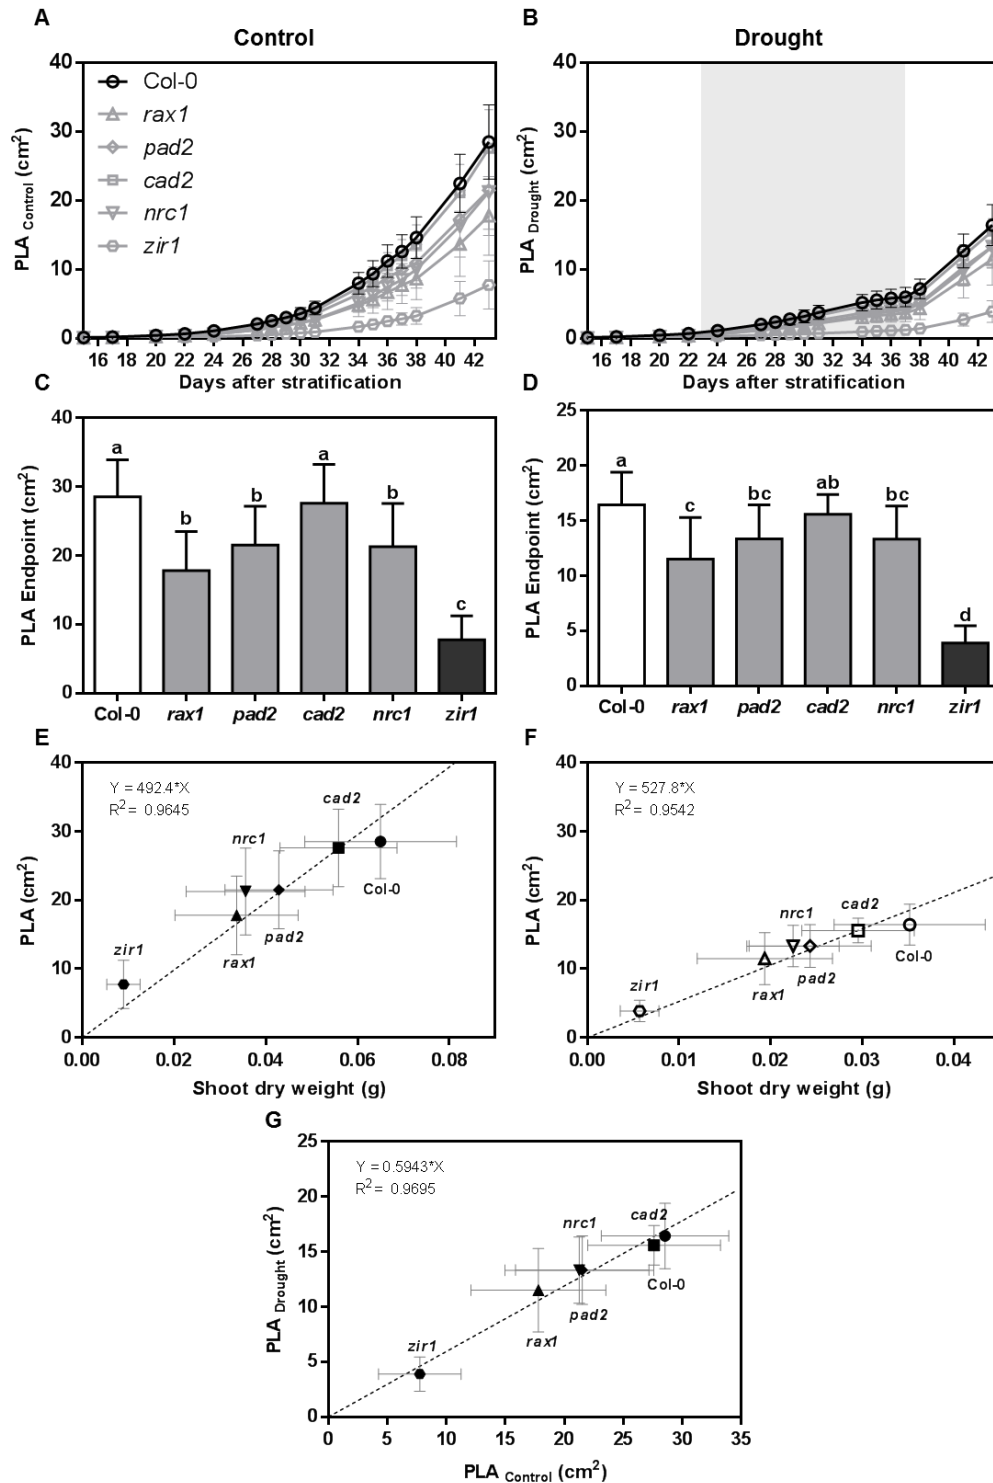 A
Control
PLA Control (cm2)
40
30
20
10
0
Col-0
rax1
pad2
cad2
nrc1
zir1
16 18 20 22 24 26 28 30 32 34 36 38 40 42
Days after stratification
B
Drought
PLA Drought (cm2)
40
30
20
10
0
16 18 20 22 24 26 28 30 32 34 36 38 40 42
Days after stratification
C
PLA Endpoint (cm2)
40
30
20
10
0
a b b a b c
Col-0 rax1 pad2 cad2 nrc1 zir1
D
PLA Endpoint (cm2)
25
20
15
10
5
0
a c bc ab bc d
Col-0 rax1 pad2 cad2 nrc1 zir1
E
PLA (cm2)
40
30
20
10
0
Y = 492.4*X
R2 = 0.9645
cad2
nrc1
Col-0
pad2
rax1
zir1
0.00 0.02 0.04 0.06 0.08
Shoot dry weight (g)
F
PLA (cm2)
40
30
20
10
0
Y = 527.8*X
R2 = 0.9542
cad2
nrc1
Col-0
pad2
rax1
zir1
0.00 0.01 0.02 0.03 0.04
Shoot dry weight (g)
G
PLA Drought (cm2)
25
20
15
10
5
0
Y = 0.5943*X
R2 = 0.9695
cad2
nrc1
Col-0
pad2
rax1
zir1
0 5 10 15 20 25 30 35
PLA Control (cm2)